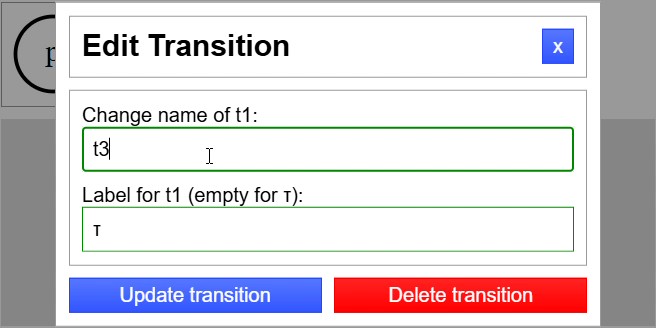 p
Edit Transition
x
Change name of t1:
t3
Label for t1 (empty for τ):
τ
Update transition
Delete transition